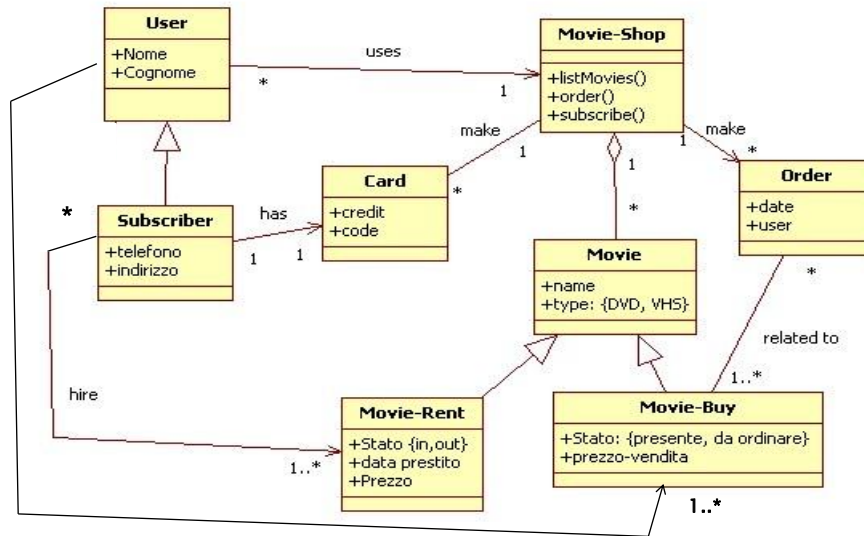 User
+Nome
+Cognome
uses
*
1
Movie-Shop
+listMovies()
+order()
+subscribe()
make
1
*
1
make
*
1
*
Card
+credit
+code
Order
+date
+user
*
*
Subscriber
+telefono
+indirizzo
has
1
1
Movie
+name
+type: {DVD, VHS}
related to
1..*
hire
1..*
Movie-Rent
+Stato {in,out}
+data prestito
+Prezzo
Movie-Buy
+Stato: {presente, da ordinare}
+prezzo-vendita
1..*